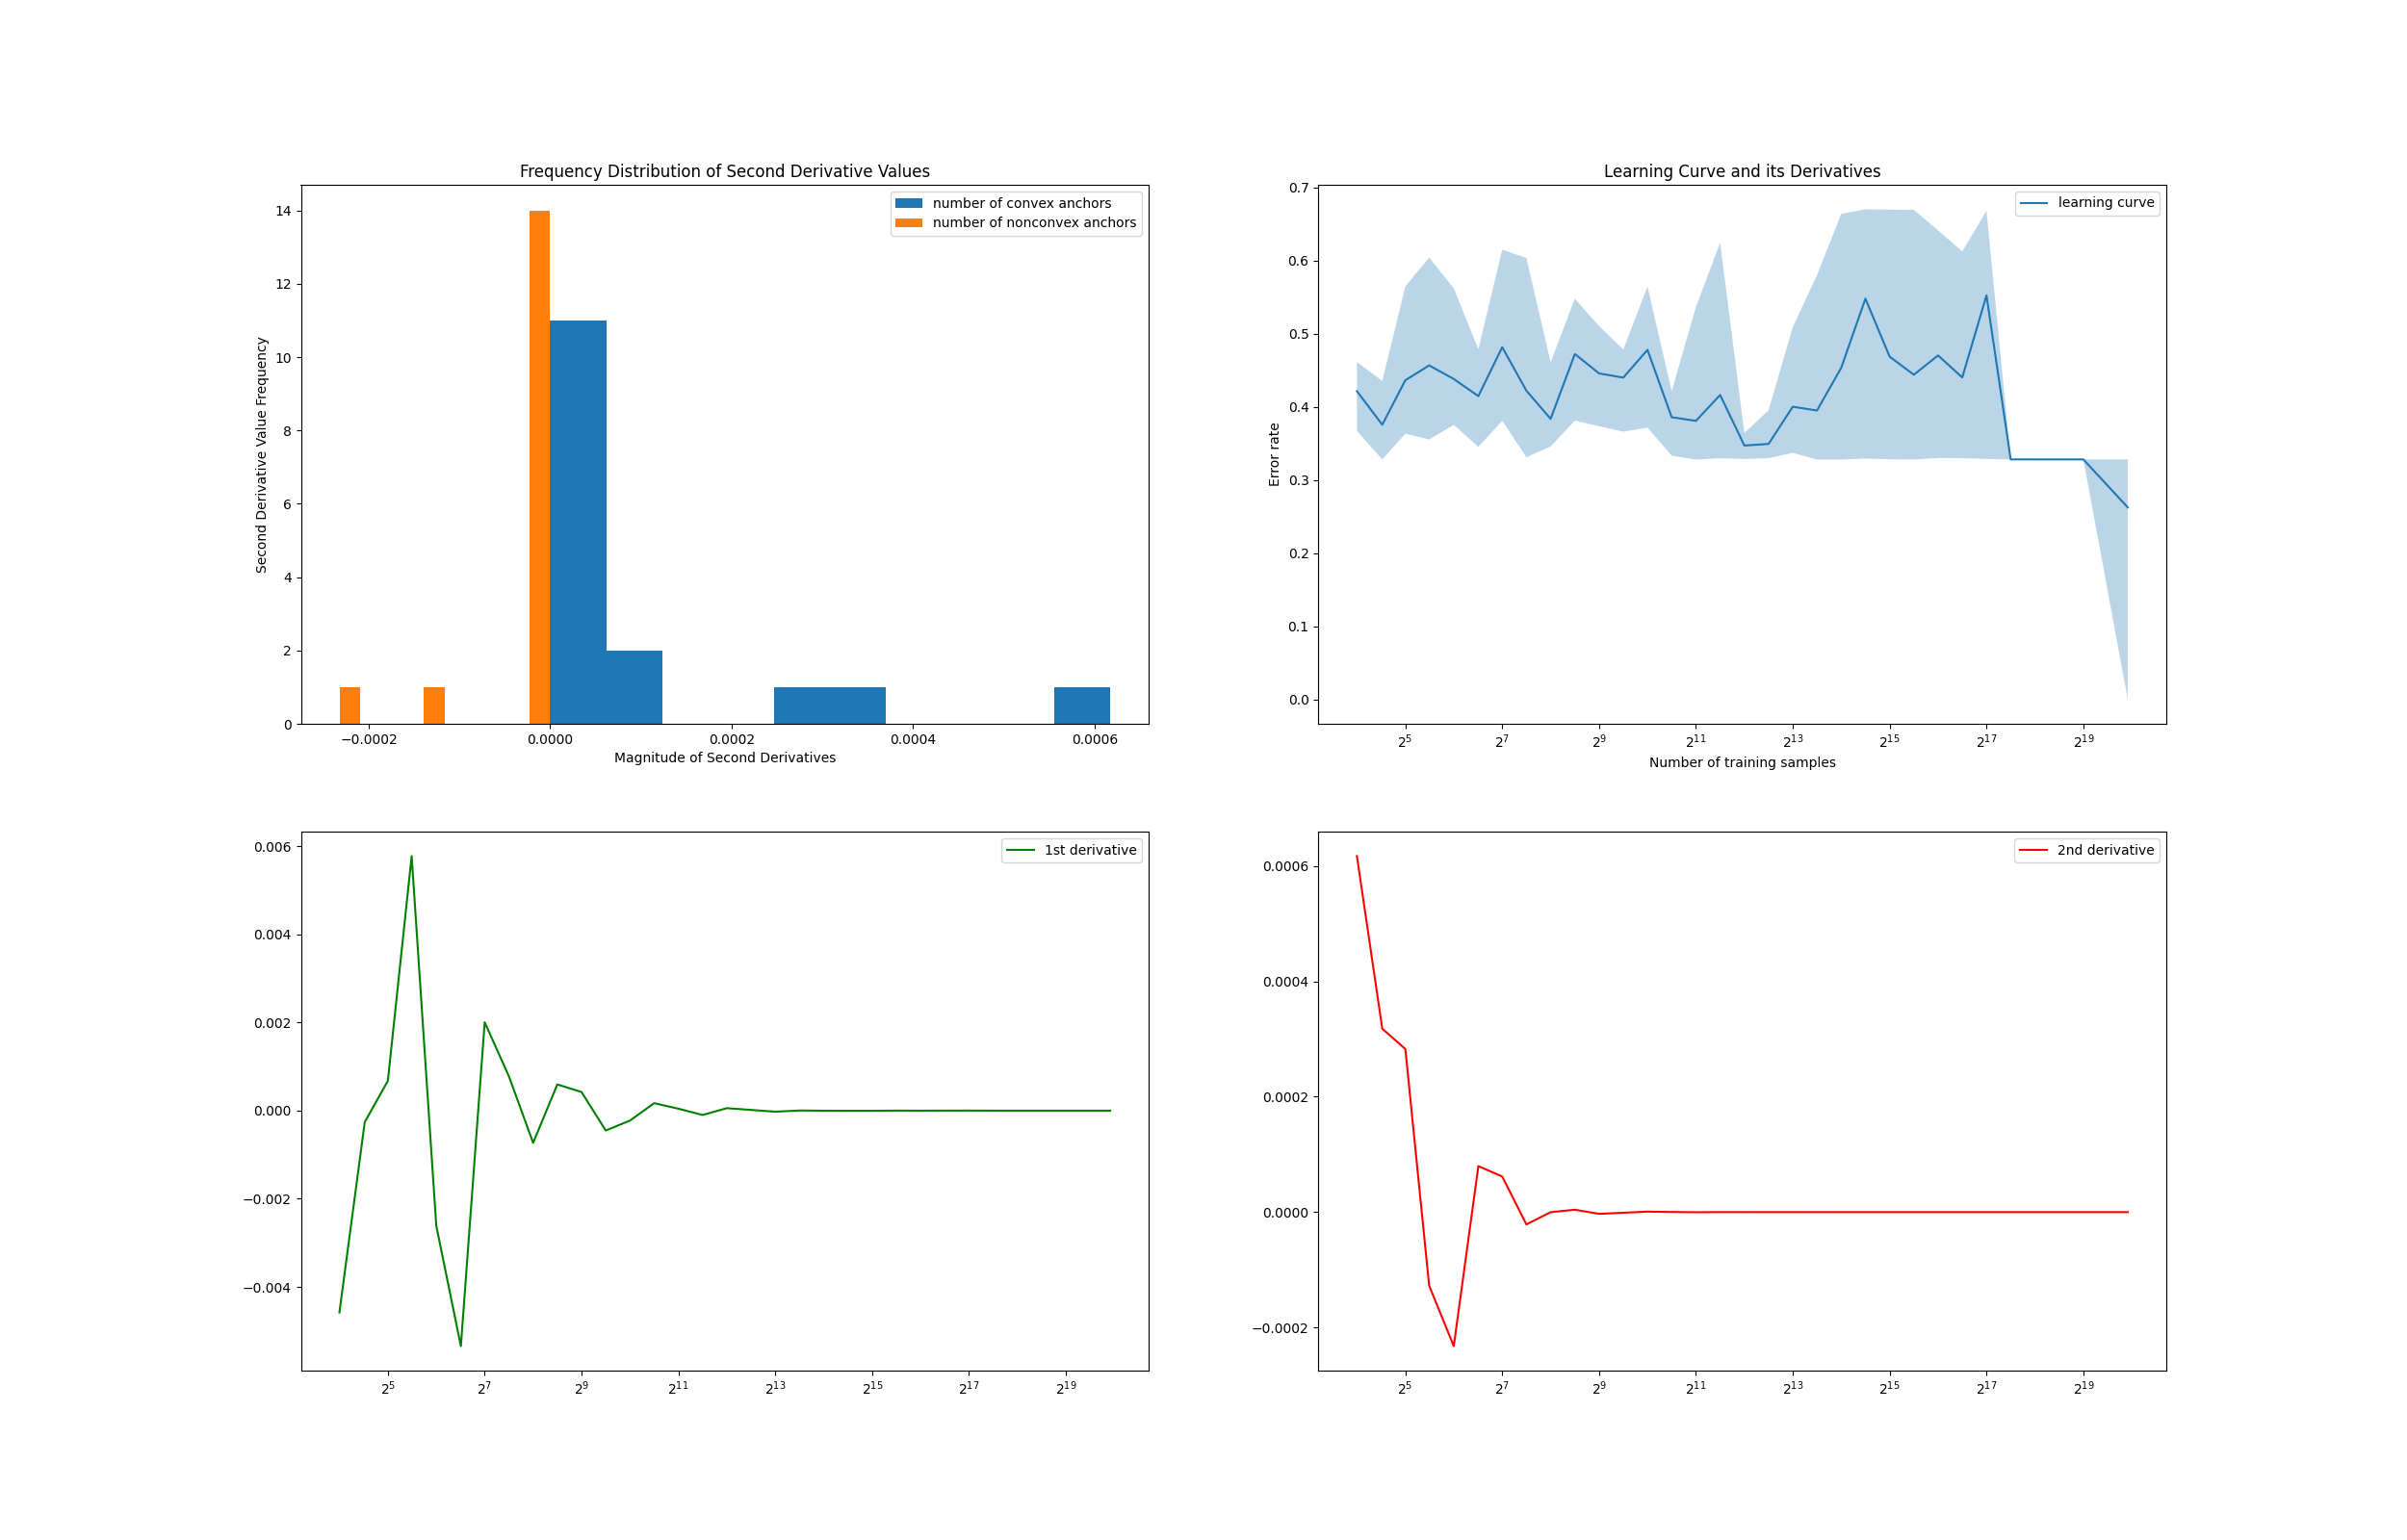 Frequency Distribution of Second Derivative Values
number of convex anchors
number of nonconvex anchors
14
12
10
8
6
4
2
0
Second Derivative Value Frequency
−0.0002 0.0000 0.0002 0.0004 0.0006
Magnitude of Second Derivatives
Learning Curve and its Derivatives
learning curve
0.7
0.6
0.5
0.4
0.3
0.2
0.1
0.0
Error rate
2^5 2^7 2^9 2^11 2^13 2^15 2^17 2^19
Number of training samples
1st derivative
0.006
0.004
0.002
0.000
−0.002
−0.004
2^5 2^7 2^9 2^11 2^13 2^15 2^17 2^19
2nd derivative
0.0006
0.0004
0.0002
0.0000
−0.0002
2^5 2^7 2^9 2^11 2^13 2^15 2^17 2^19